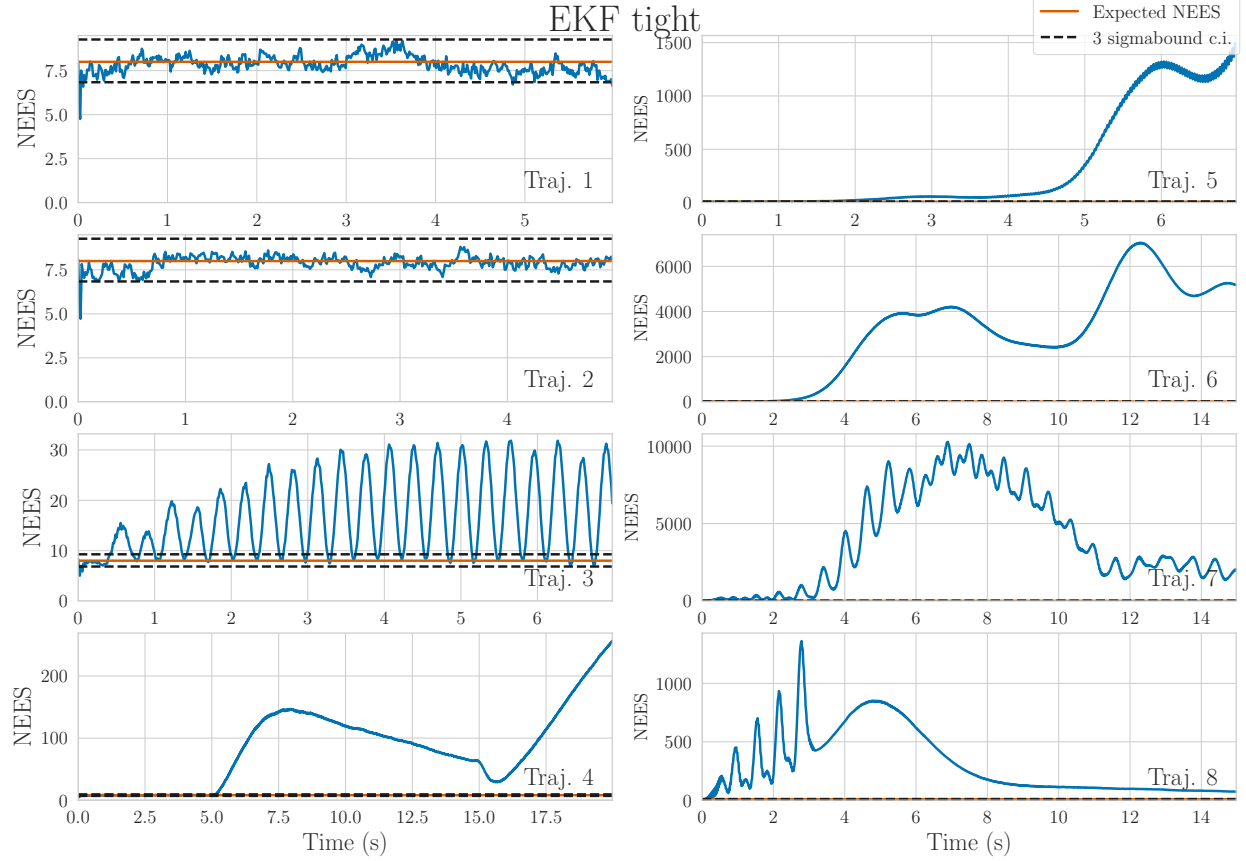 EKF tight
Expected NEES
3 sigmabound c.i.
NEES
7.5
5.0
2.5
0.0
0 1 2 3 4 5
Traj. 1
NEES
7.5
5.0
2.5
0.0
0 1 2 3 4
Traj. 2
NEES
30
20
10
0
0 1 2 3 4 5 6
Traj. 3
NEES
200
100
0
0.0 2.5 5.0 7.5 10.0 12.5 15.0 17.5
Traj. 4
Time (s)
NEES
1500
1000
500
0
0 1 2 3 4 5 6
Traj. 5
NEES
6000
4000
2000
0
0 2 4 6 8 10 12 14
Traj. 6
NEES
10000
5000
0
0 2 4 6 8 10 12 14
Traj. 7
NEES
1000
500
0
0 2 4 6 8 10 12 14
Traj. 8
Time (s)